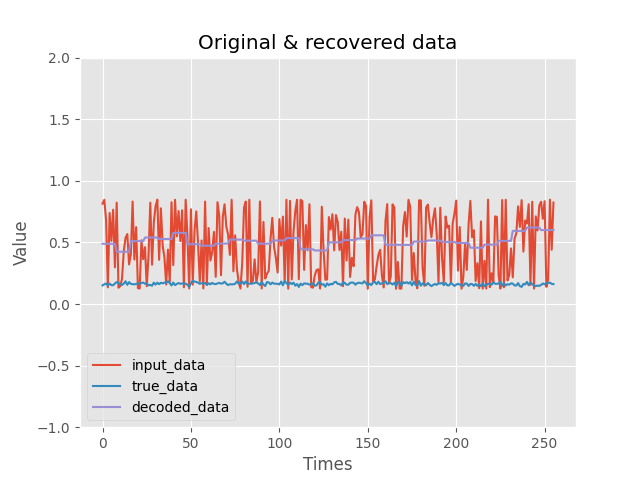 Original & recovered data
2.0
1.5
1.0
0.5
0.0
−0.5
−1.0
Value
input_data
true_data
decoded_data
0 50 100 150 200 250
Times